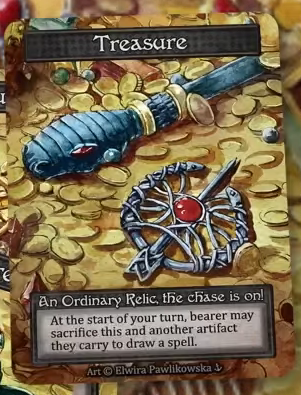 Treasure
An Ordinary Relic, the chase is on!
At the start of your turn, bearer may
sacrifice this and another artifact
they carry to draw a spell.
Art © Elwira Pawlikowska